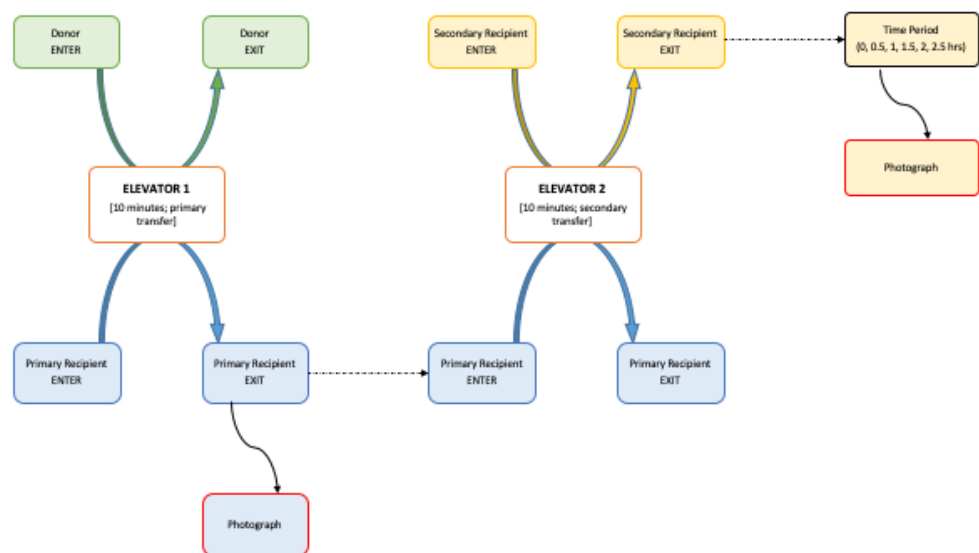 Donor
ENTER
Donor
EXIT
Secondary Recipient
ENTER
Secondary Recipient
EXIT
Time Period
(0, 0.5, 1, 1.5, 2, 2.5 hrs)
ELEVATOR 1
[10 minutes; primary
transfer]
ELEVATOR 2
[10 minutes; secondary
transfer]
Photograph
Primary Recipient
ENTER
Primary Recipient
EXIT
Primary Recipient
ENTER
Primary Recipient
EXIT
Photograph